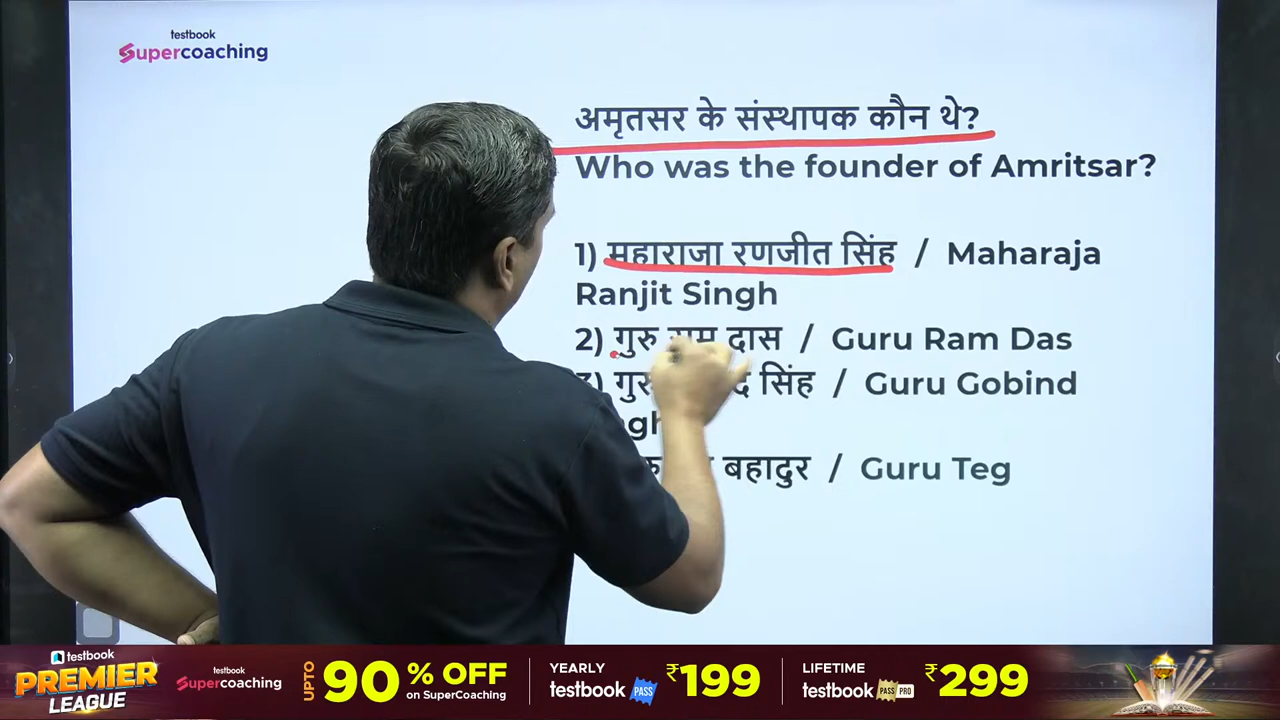 testbook
Supercoaching
अमृतसर के संस्थापक कौन थे?
Who was the founder of Amritsar?
1) महाराजा रणजीत सिंह / Maharaja
Ranjit Singh
2) गुरु राम दास / Guru Ram Das
सिंह / Guru Gobind
बहादुर / Guru Teg
testbook
PREMIER
LEAGUE
testbook
Supercoaching
UPTO 90% OFF
on SuperCoaching
YEARLY
testbook PASS
₹199
LIFETIME
testbook PASS PRO
₹299